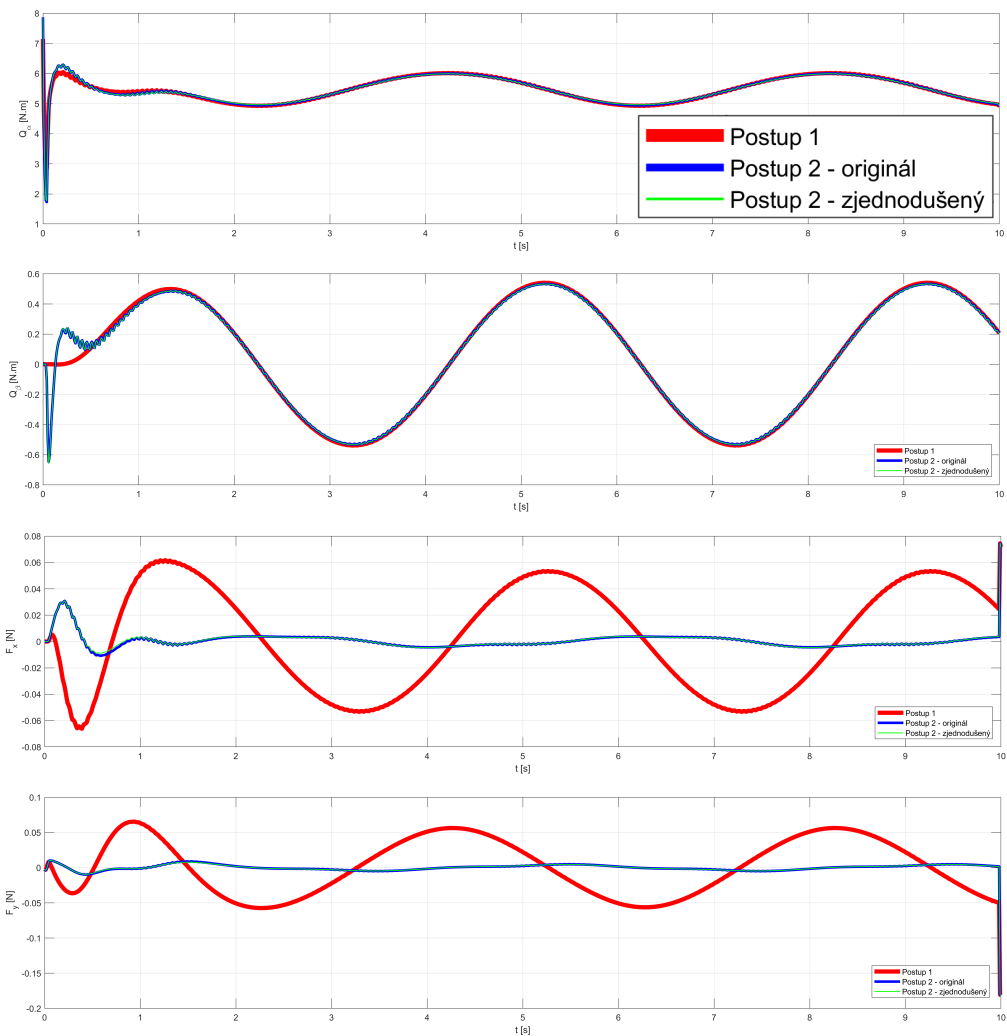 8
7
6
5
4
3
2
1
Q_α [N.m]
0 1 2 3 4 5 6 7 8 9 10
t [s]
Postup 1
Postup 2 - originál
Postup 2 - zjednodušený
0.6
0.4
0.2
0
-0.2
-0.4
-0.6
-0.8
Q_β [N.m]
0 1 2 3 4 5 6 7 8 9 10
t [s]
Postup 1
Postup 2 - originál
Postup 2 - zjednodušený
0.08
0.06
0.04
0.02
0
-0.02
-0.04
-0.06
-0.08
F_x [N]
0 1 2 3 4 5 6 7 8 9 10
t [s]
Postup 1
Postup 2 - originál
Postup 2 - zjednodušený
0.1
0.05
0
-0.05
-0.1
-0.15
-0.2
F_y [N]
0 1 2 3 4 5 6 7 8 9 10
t [s]
Postup 1
Postup 2 - originál
Postup 2 - zjednodušený